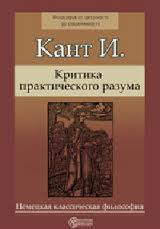 Кант И.
Критика
практического разума
Немецкая классическая философия